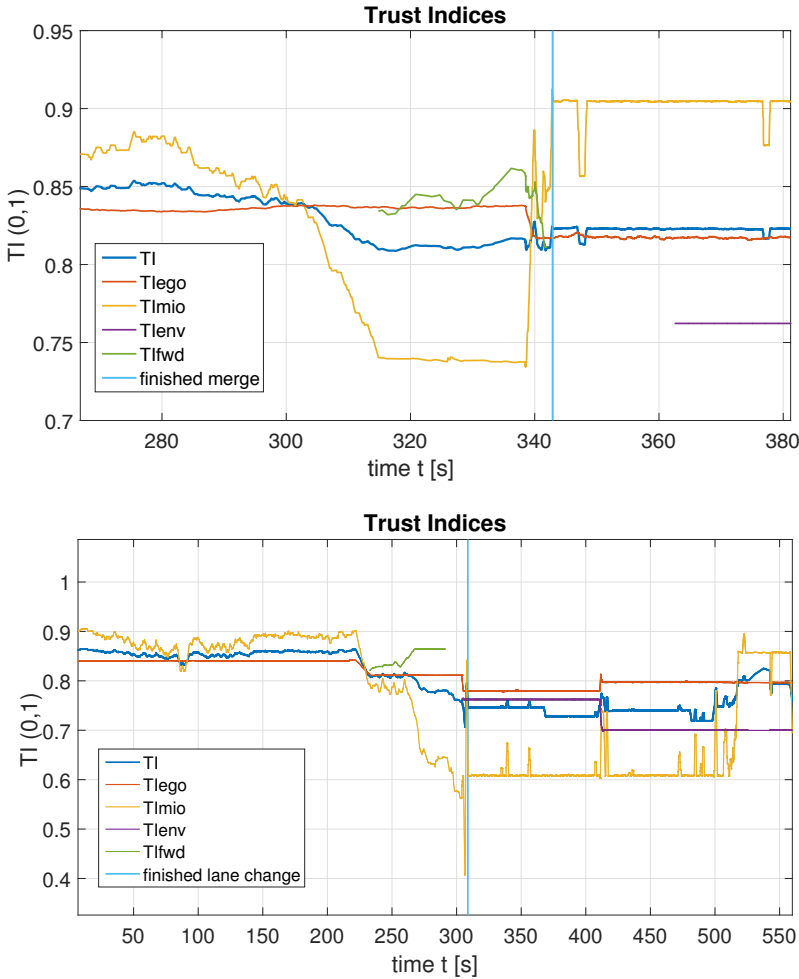 Trust Indices
0.95
0.9
0.85
0.8
0.75
0.7
TI (0,1)
TI
TIego
TImio
TIenv
TIfwd
finished merge
280 300 320 340 360 380
time t [s]
Trust Indices
1
0.9
0.8
0.7
0.6
0.5
0.4
TI (0,1)
TI
TIego
TImio
TIenv
TIfwd
finished lane change
50 100 150 200 250 300 350 400 450 500 550
time t [s]